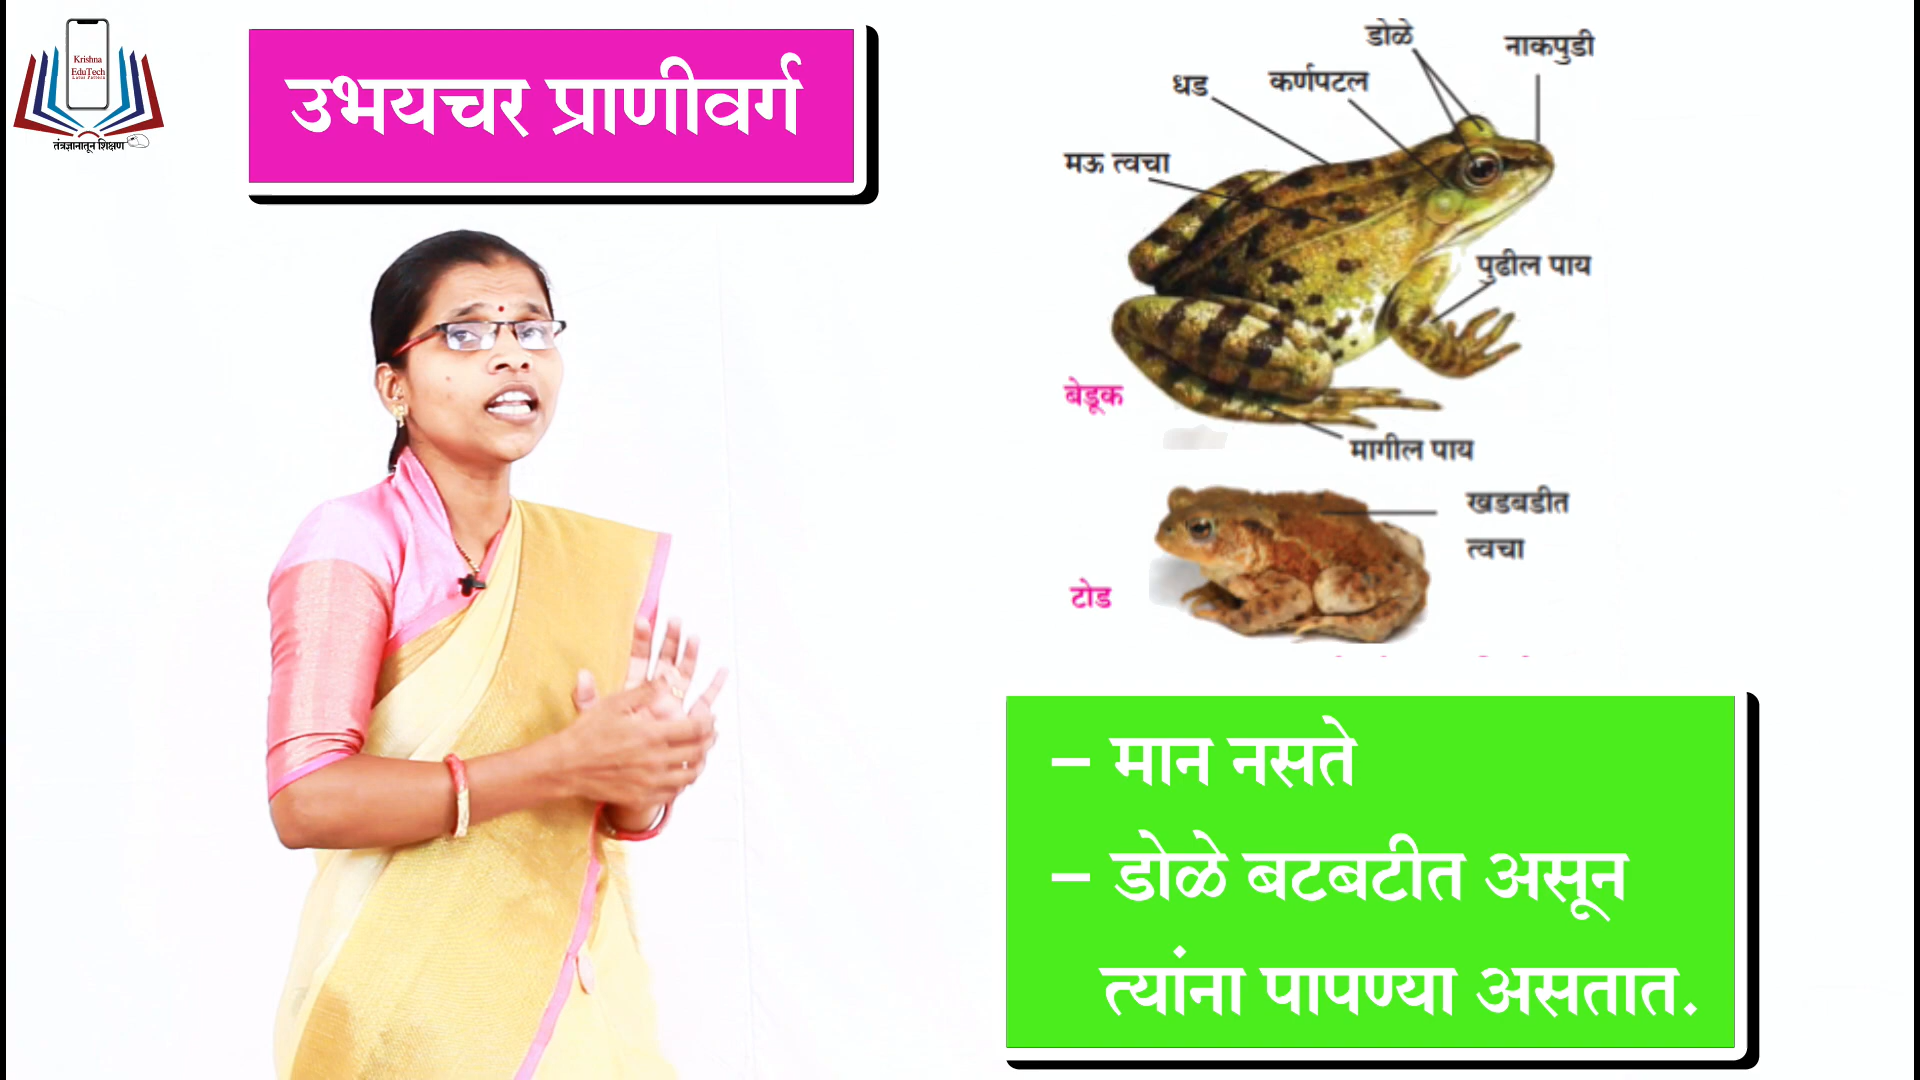 Krishna
EduTech
तंत्रज्ञानातून शिक्षण
उभयचर प्राणीवर्ग
डोळे
नाकपुडी
धड
कर्णपटल
मऊ त्वचा
पुढील पाय
बेडूक
मागील पाय
खडबडीत
त्वचा
टोड
– मान नसते
– डोळे बटबटीत असून
त्यांना पापण्या असतात.